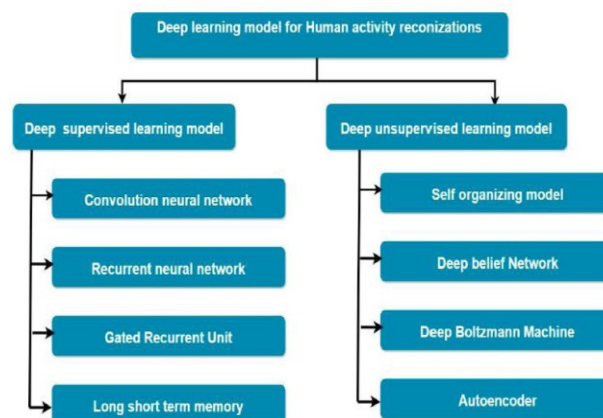 Deep learning model for Human activity reconizations
Deep supervised learning model
Convolution neural network
Recurrent neural network
Gated Recurrent Unit
Long short term memory
Deep unsupervised learning model
Self organizing model
Deep belief Network
Deep Boltzmann Machine
Autoencoder